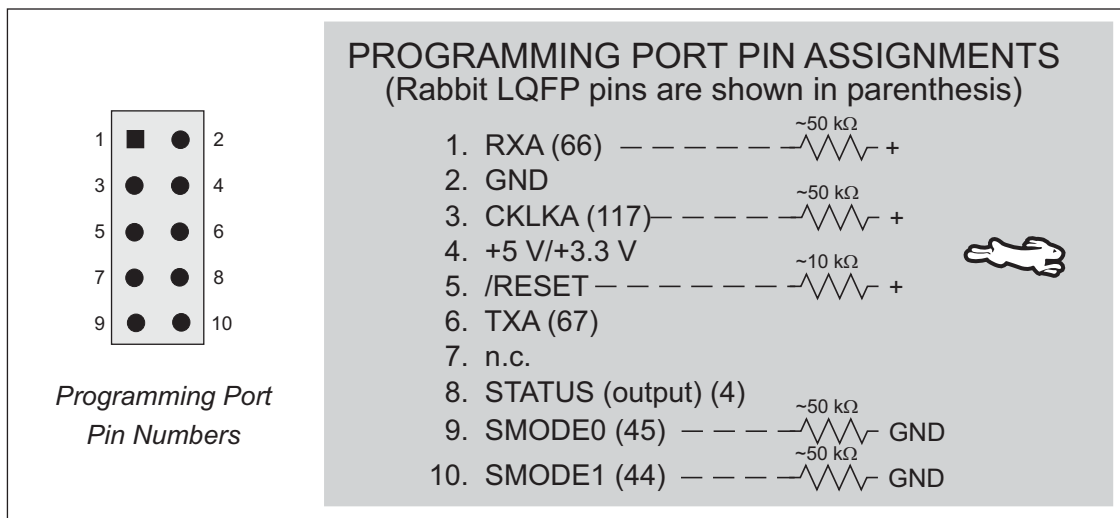 PROGRAMMING PORT PIN ASSIGNMENTS
(Rabbit LQFP pins are shown in parenthesis)
1 2
3 4
5 6
7 8
9 10
Programming Port
Pin Numbers
~50 kΩ
1. RXA (66) +
2. GND
~50 kΩ
3. CKLKA (117) +
4. +5 V/+3.3 V
~10 kΩ
5. /RESET +
6. TXA (67)
7. n.c.
8. STATUS (output) (4)
~50 kΩ
9. SMODE0 (45) GND
~50 kΩ
10. SMODE1 (44) GND